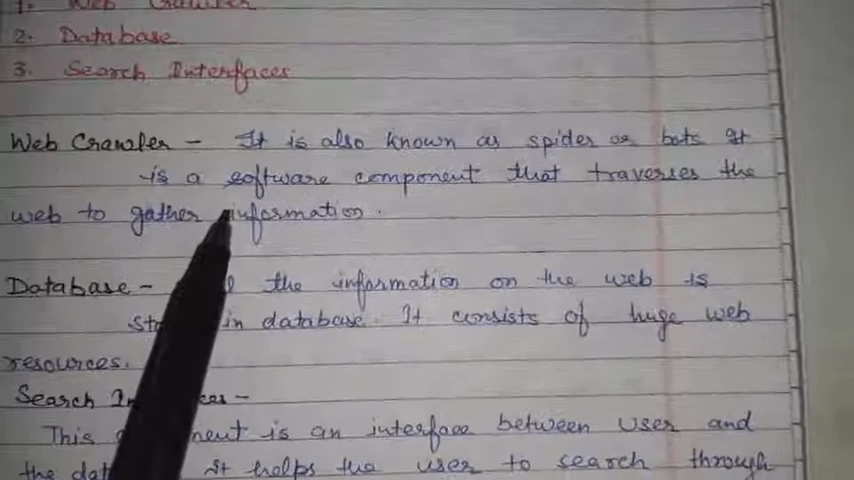 1. Web Crawler
2. Database
3. Search Interfaces
Web Crawler - It is also known as spider or bots It
is a software component that traverses the
web to gather information.
Database - the information on the web is
in database. It consists of huge web
resources.
Search
This is an interface between user and
the it helps the user to search through